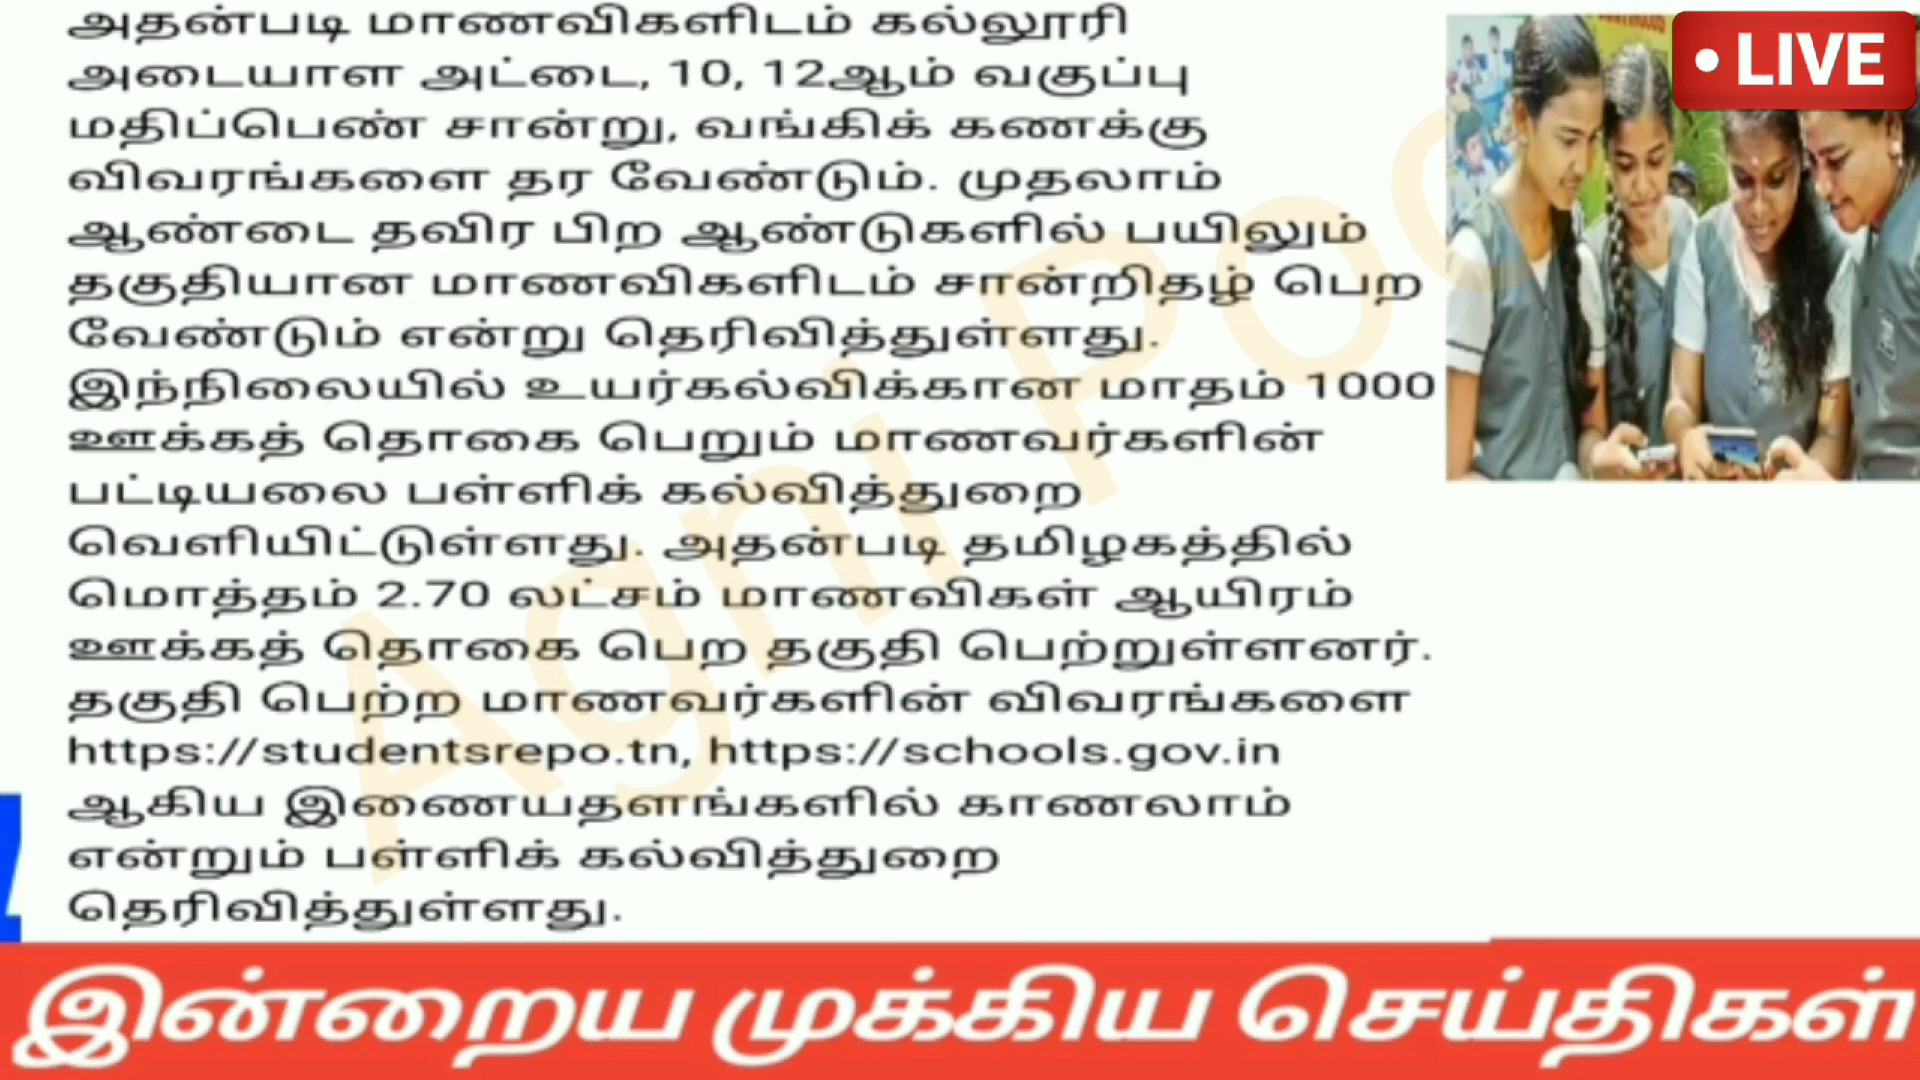 அதன்படி மாணவிகளிடம் கல்லூரி
அடையாள அட்டை, 10, 12ஆம் வகுப்பு
மதிப்பெண் சான்று, வங்கிக் கணக்கு
விவரங்களை தர வேண்டும். முதலாம்
ஆண்டை தவிர பிற ஆண்டுகளில் பயிலும்
தகுதியான மாணவிகளிடம் சான்றிதழ் பெற
வேண்டும் என்று தெரிவித்துள்ளது.
இந்நிலையில் உயர்கல்விக்கான மாதம் 1000
ஊக்கத் தொகை பெறும் மாணவர்களின்
பட்டியலை பள்ளிக் கல்வித்துறை
வெளியிட்டுள்ளது. அதன்படி தமிழகத்தில்
மொத்தம் 2.70 லட்சம் மாணவிகள் ஆயிரம்
ஊக்கத் தொகை பெற தகுதி பெற்றுள்ளனர்.
தகுதி பெற்ற மாணவர்களின் விவரங்களை
https://studentsrepo.tn, https://schools.gov.in
ஆகிய இணையதளங்களில் காணலாம்
என்றும் பள்ளிக் கல்வித்துறை
தெரிவித்துள்ளது.
• LIVE
Agni
இன்றைய முக்கிய செய்திகள்